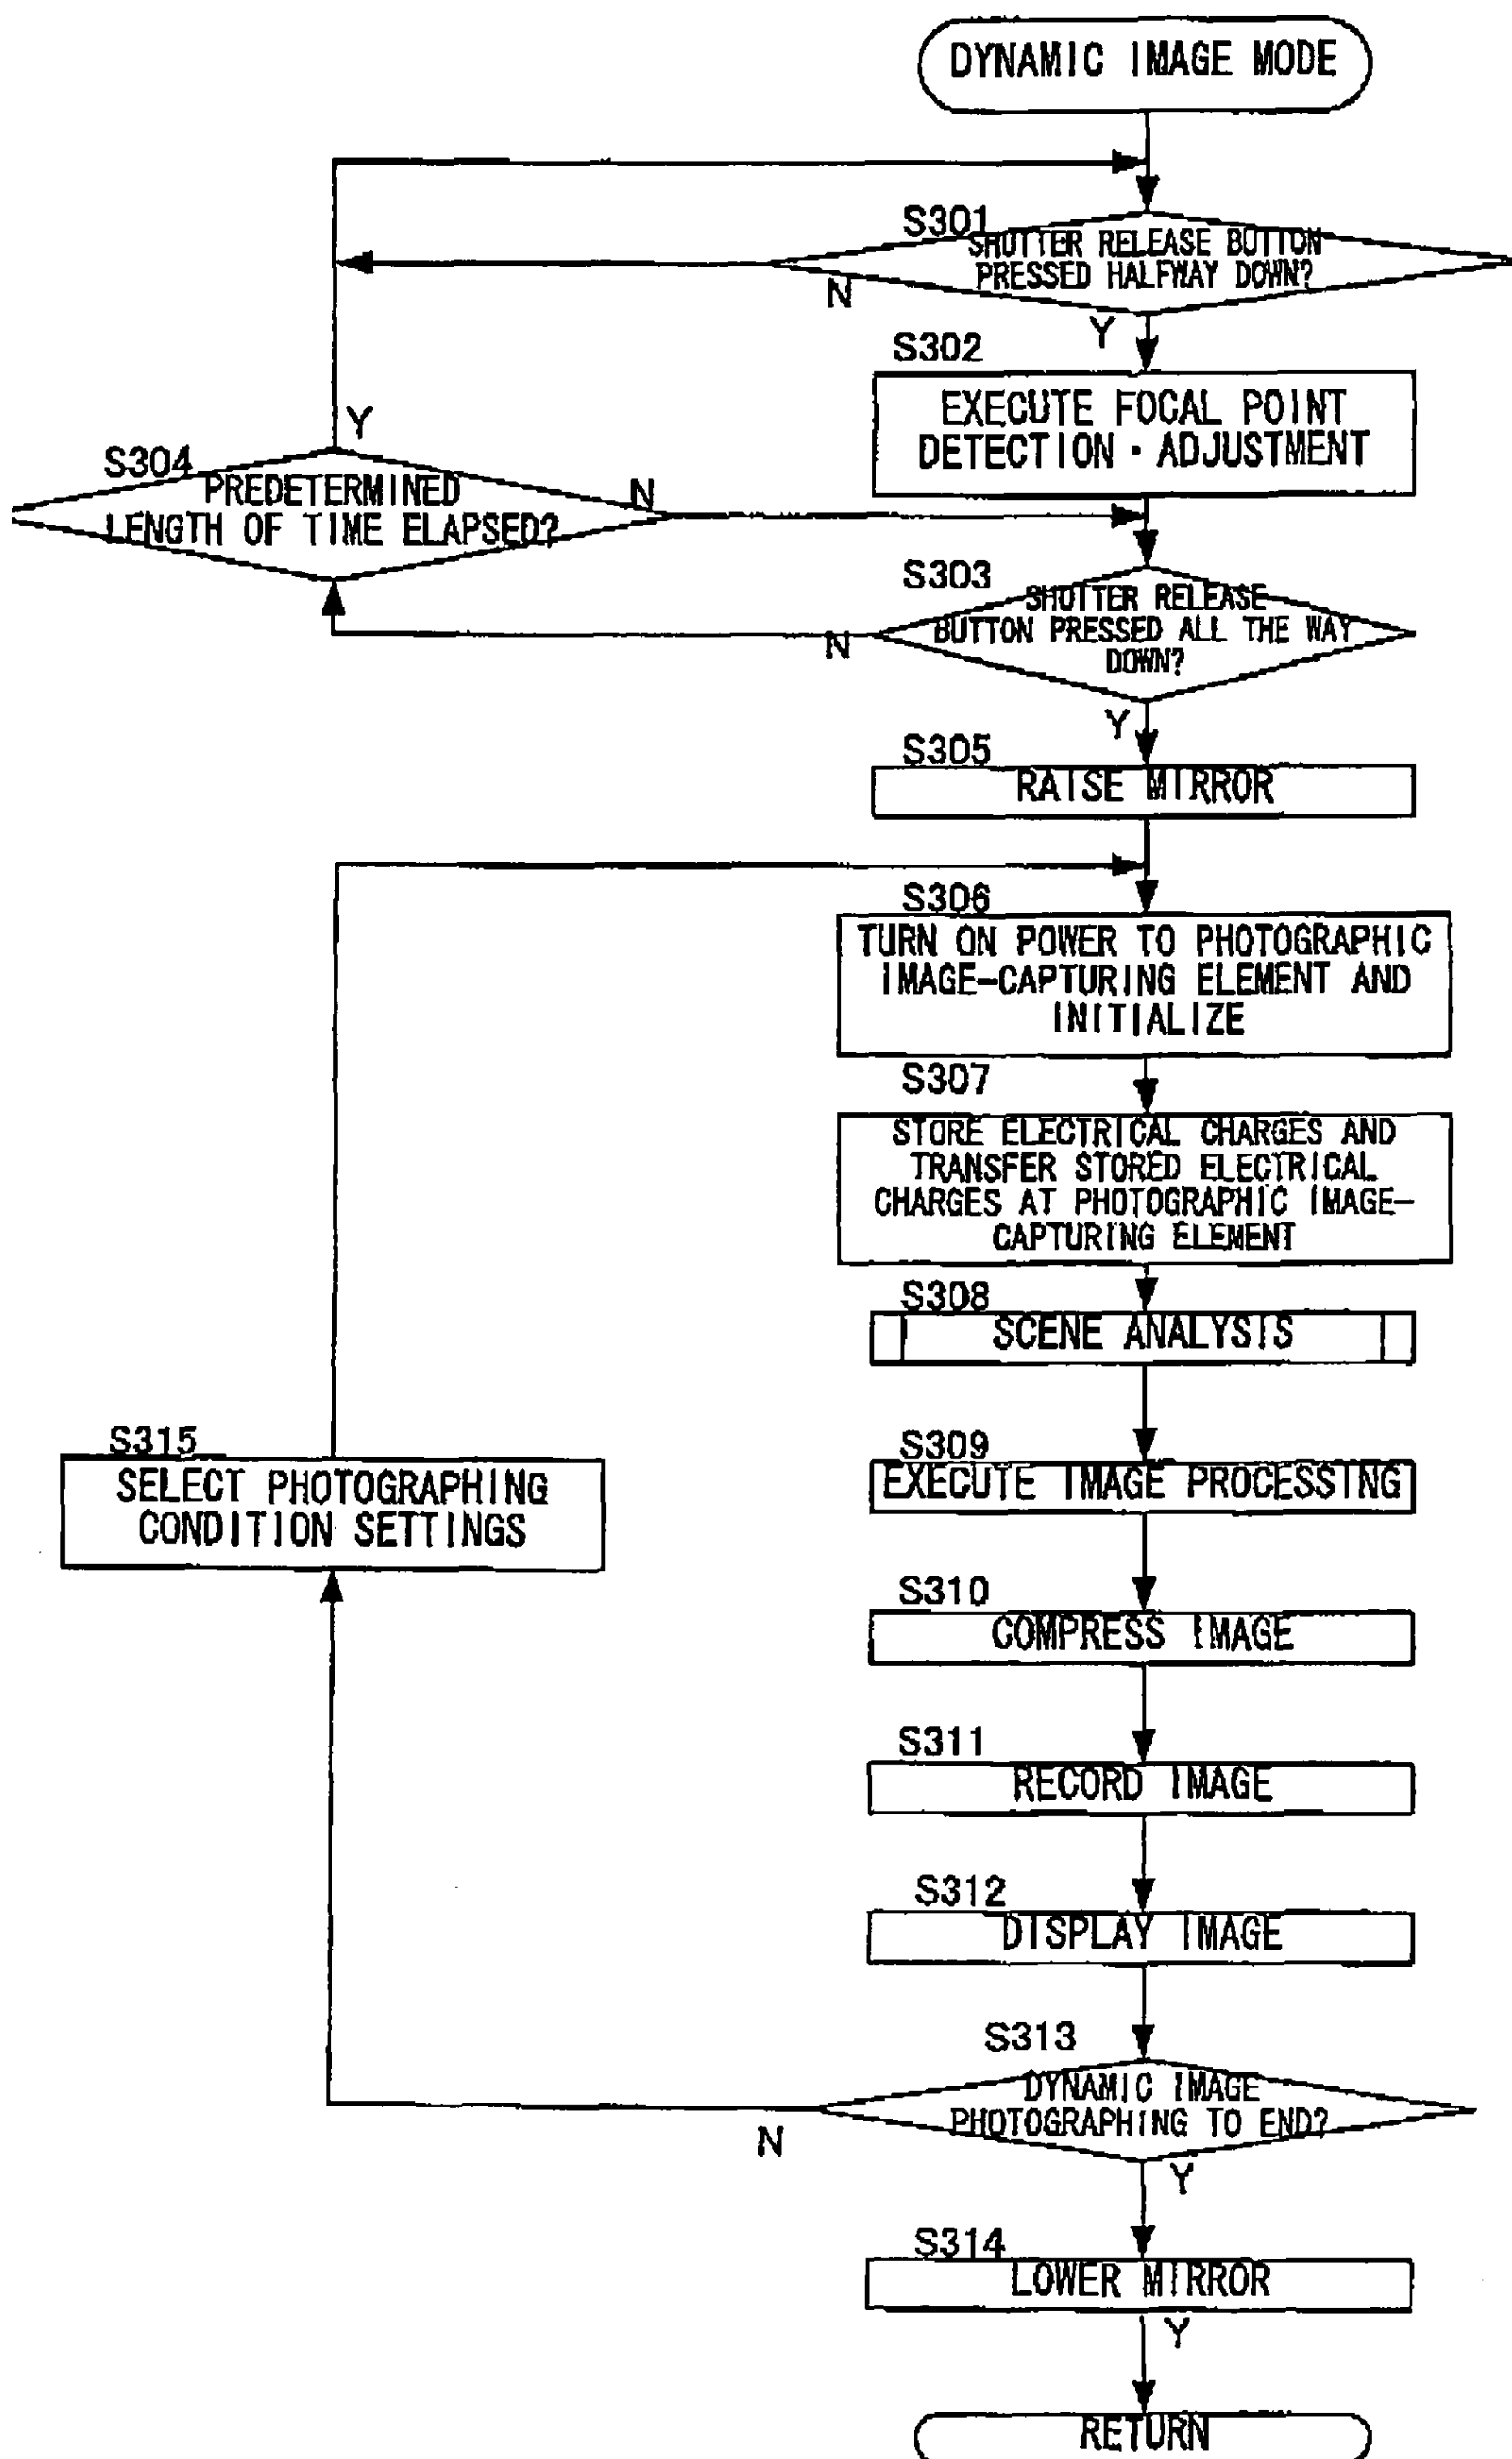 DYNAMIC IMAGE MODE
S301
SHUTTER RELEASE BUTTON
PRESSED HALFWAY DOWN?
N
Y
S302
EXECUTE FOCAL POINT
DETECTION · ADJUSTMENT
Y
S304
PREDETERMINED
LENGTH OF TIME ELAPSED?
N
S303
SHUTTER RELEASE
BUTTON PRESSED ALL THE WAY
DOWN?
N
Y
S305
RAISE MIRROR
S306
TURN ON POWER TO PHOTOGRAPHIC
IMAGE-CAPTURING ELEMENT AND
INITIALIZE
S307
STORE ELECTRICAL CHARGES AND
TRANSFER STORED ELECTRICAL
CHARGES AT PHOTOGRAPHIC IMAGE-
CAPTURING ELEMENT
S308
SCENE ANALYSIS
S315
SELECT PHOTOGRAPHING
CONDITION SETTINGS
S309
EXECUTE IMAGE PROCESSING
S310
COMPRESS IMAGE
S311
RECORD IMAGE
S312
DISPLAY IMAGE
S313
DYNAMIC IMAGE
PHOTOGRAPHING TO END?
N
Y
S314
LOWER MIRROR
Y
RETURN